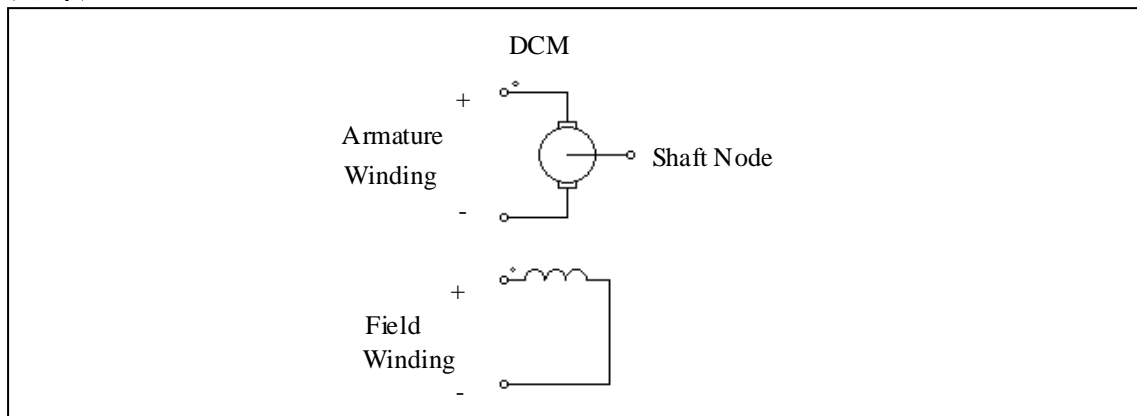 DCM
+
Armature
Winding
-
Shaft Node
+
Field
Winding
-